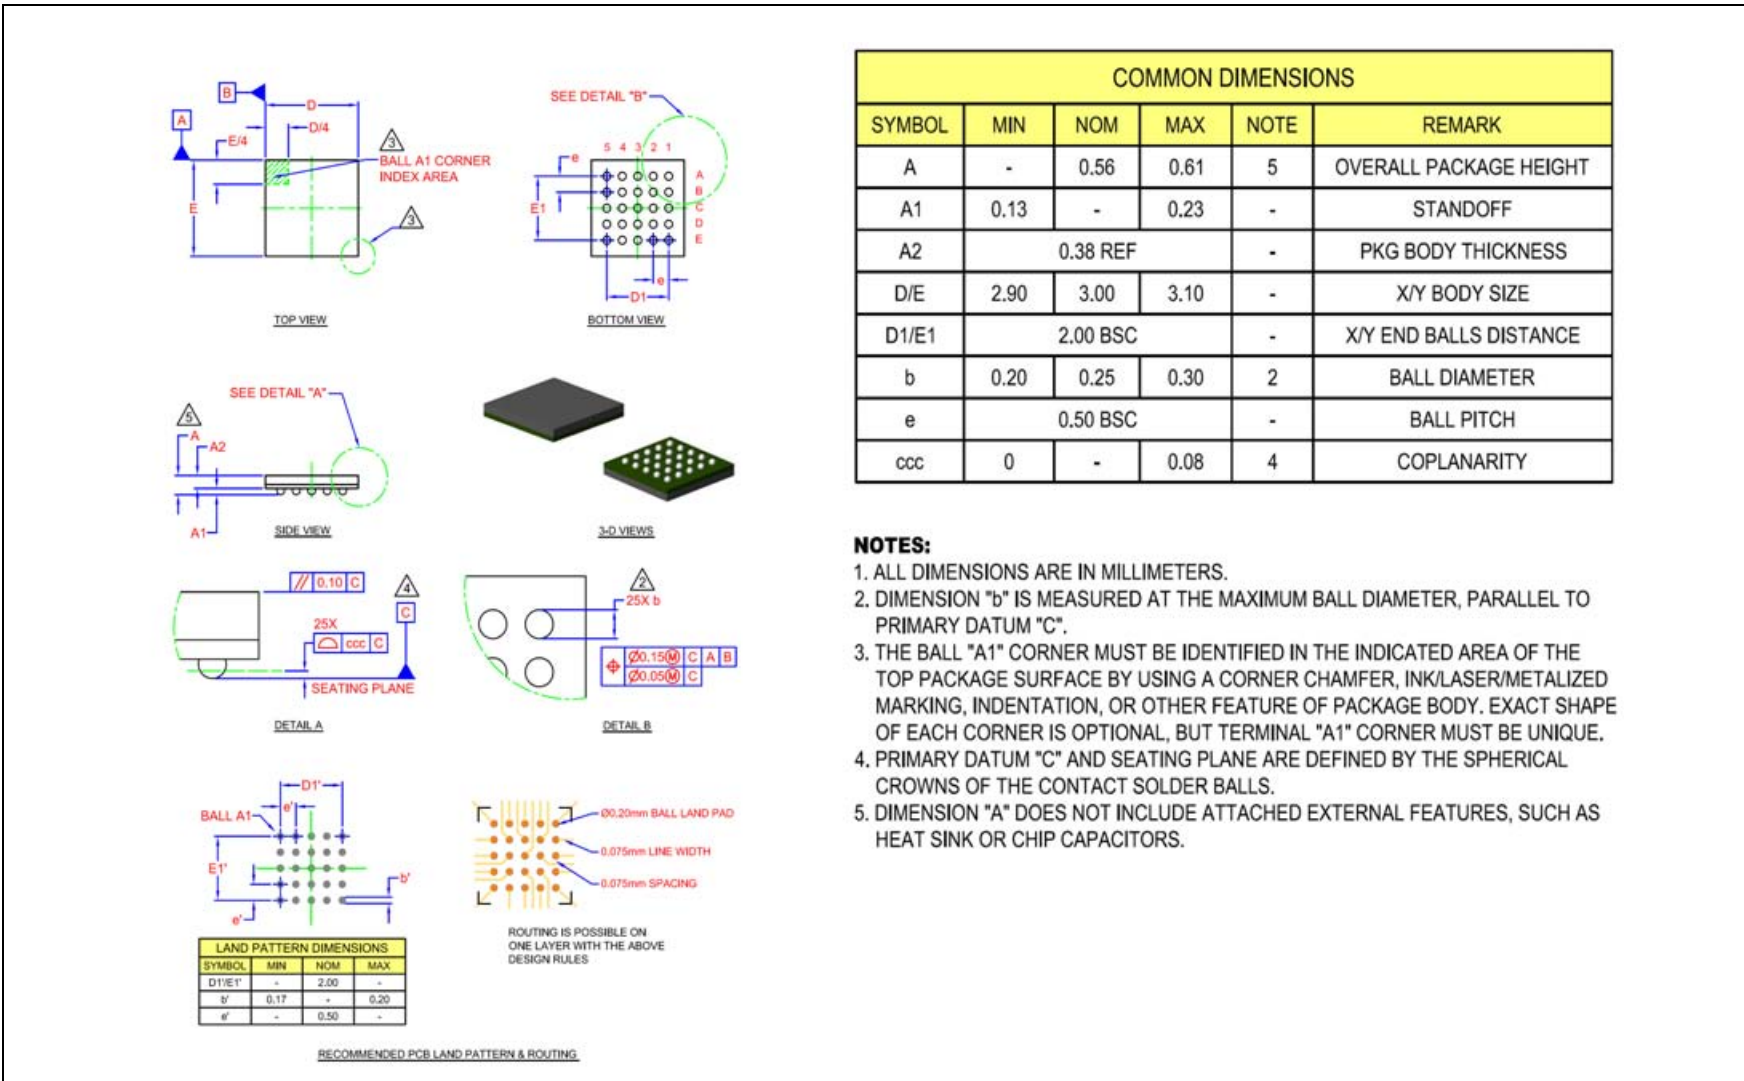 B
D
D/4
A
E/4
3
BALL A1 CORNER
INDEX AREA
E
3
TOP VIEW
SEE DETAIL "B"
5 4 3 2 1
e
A
B
C
D
E
E1
e
D1
BOTTOM VIEW
SEE DETAIL "A"
5
A
A2
A1
SIDE VIEW
3-D VIEWS
// 0.10 C
4
C
25X
ccc C
SEATING PLANE
DETAIL A
2
25X b
Ø0.15Ⓜ C A B
Ø0.05Ⓜ C
DETAIL B
D1'
e'
BALL A1
E1'
b'
e'
Ø0.20mm BALL LAND PAD
0.075mm LINE WIDTH
0.075mm SPACING
ROUTING IS POSSIBLE ON
ONE LAYER WITH THE ABOVE
DESIGN RULES
LAND PATTERN DIMENSIONS
SYMBOL MIN NOM MAX
D1'/E1' - 2.00 -
b' 0.17 - 0.20
e' - 0.50 -
RECOMMENDED PCB LAND PATTERN & ROUTING
COMMON DIMENSIONS
SYMBOL MIN NOM MAX NOTE REMARK
A - 0.56 0.61 5 OVERALL PACKAGE HEIGHT
A1 0.13 - 0.23 - STANDOFF
A2 0.38 REF - PKG BODY THICKNESS
D/E 2.90 3.00 3.10 - X/Y BODY SIZE
D1/E1 2.00 BSC - X/Y END BALLS DISTANCE
b 0.20 0.25 0.30 2 BALL DIAMETER
e 0.50 BSC - BALL PITCH
ccc 0 - 0.08 4 COPLANARITY
NOTES:
1. ALL DIMENSIONS ARE IN MILLIMETERS.
2. DIMENSION "b" IS MEASURED AT THE MAXIMUM BALL DIAMETER, PARALLEL TO
PRIMARY DATUM "C".
3. THE BALL "A1" CORNER MUST BE IDENTIFIED IN THE INDICATED AREA OF THE
TOP PACKAGE SURFACE BY USING A CORNER CHAMFER, INK/LASER/METALIZED
MARKING, INDENTATION, OR OTHER FEATURE OF PACKAGE BODY. EXACT SHAPE
OF EACH CORNER IS OPTIONAL, BUT TERMINAL "A1" CORNER MUST BE UNIQUE.
4. PRIMARY DATUM "C" AND SEATING PLANE ARE DEFINED BY THE SPHERICAL
CROWNS OF THE CONTACT SOLDER BALLS.
5. DIMENSION "A" DOES NOT INCLUDE ATTACHED EXTERNAL FEATURES, SUCH AS
HEAT SINK OR CHIP CAPACITORS.